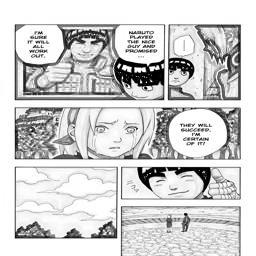 I'M
SURE IT
WILL
ALL
WORK
OUT.
NARUTO
PLAYED
THE NICE
GUY AND
PROMISED
...
!
THEY WILL
SUCCEED.
I'M
CERTAIN
OF IT!